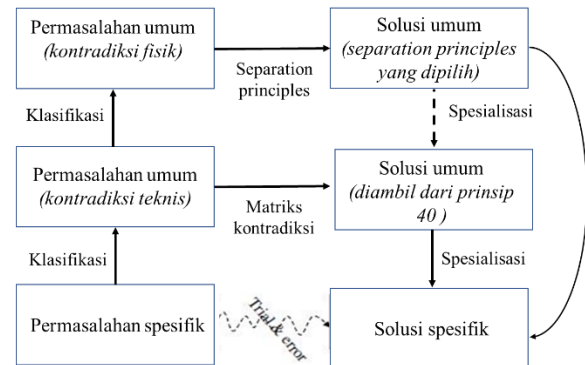 Permasalahan umum
(kontradiksi fisik)
Separation
principles
Solusi umum
(separation principles
yang dipilih)
Klasifikasi
Spesialisasi
Permasalahan umum
(kontradiksi teknis)
Matriks
kontradiksi
Solusi umum
(diambil dari prinsip
40 )
Klasifikasi
Spesialisasi
Permasalahan spesifik
Trial &
error
Solusi spesifik